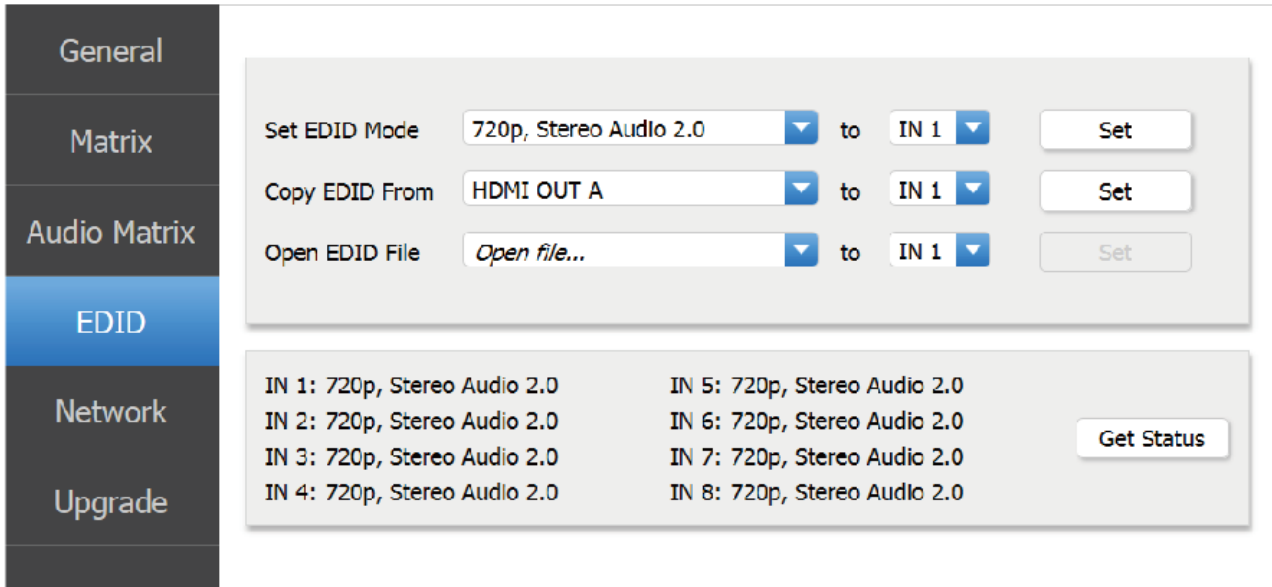 General
Matrix
Audio Matrix
EDID
Network
Upgrade
Set EDID Mode 720p, Stereo Audio 2.0 to IN 1 Set
Copy EDID From HDMI OUT A to IN 1 Set
Open EDID File Open file... to IN 1 Set
IN 1: 720p, Stereo Audio 2.0 IN 5: 720p, Stereo Audio 2.0
IN 2: 720p, Stereo Audio 2.0 IN 6: 720p, Stereo Audio 2.0
IN 3: 720p, Stereo Audio 2.0 IN 7: 720p, Stereo Audio 2.0
IN 4: 720p, Stereo Audio 2.0 IN 8: 720p, Stereo Audio 2.0
Get Status